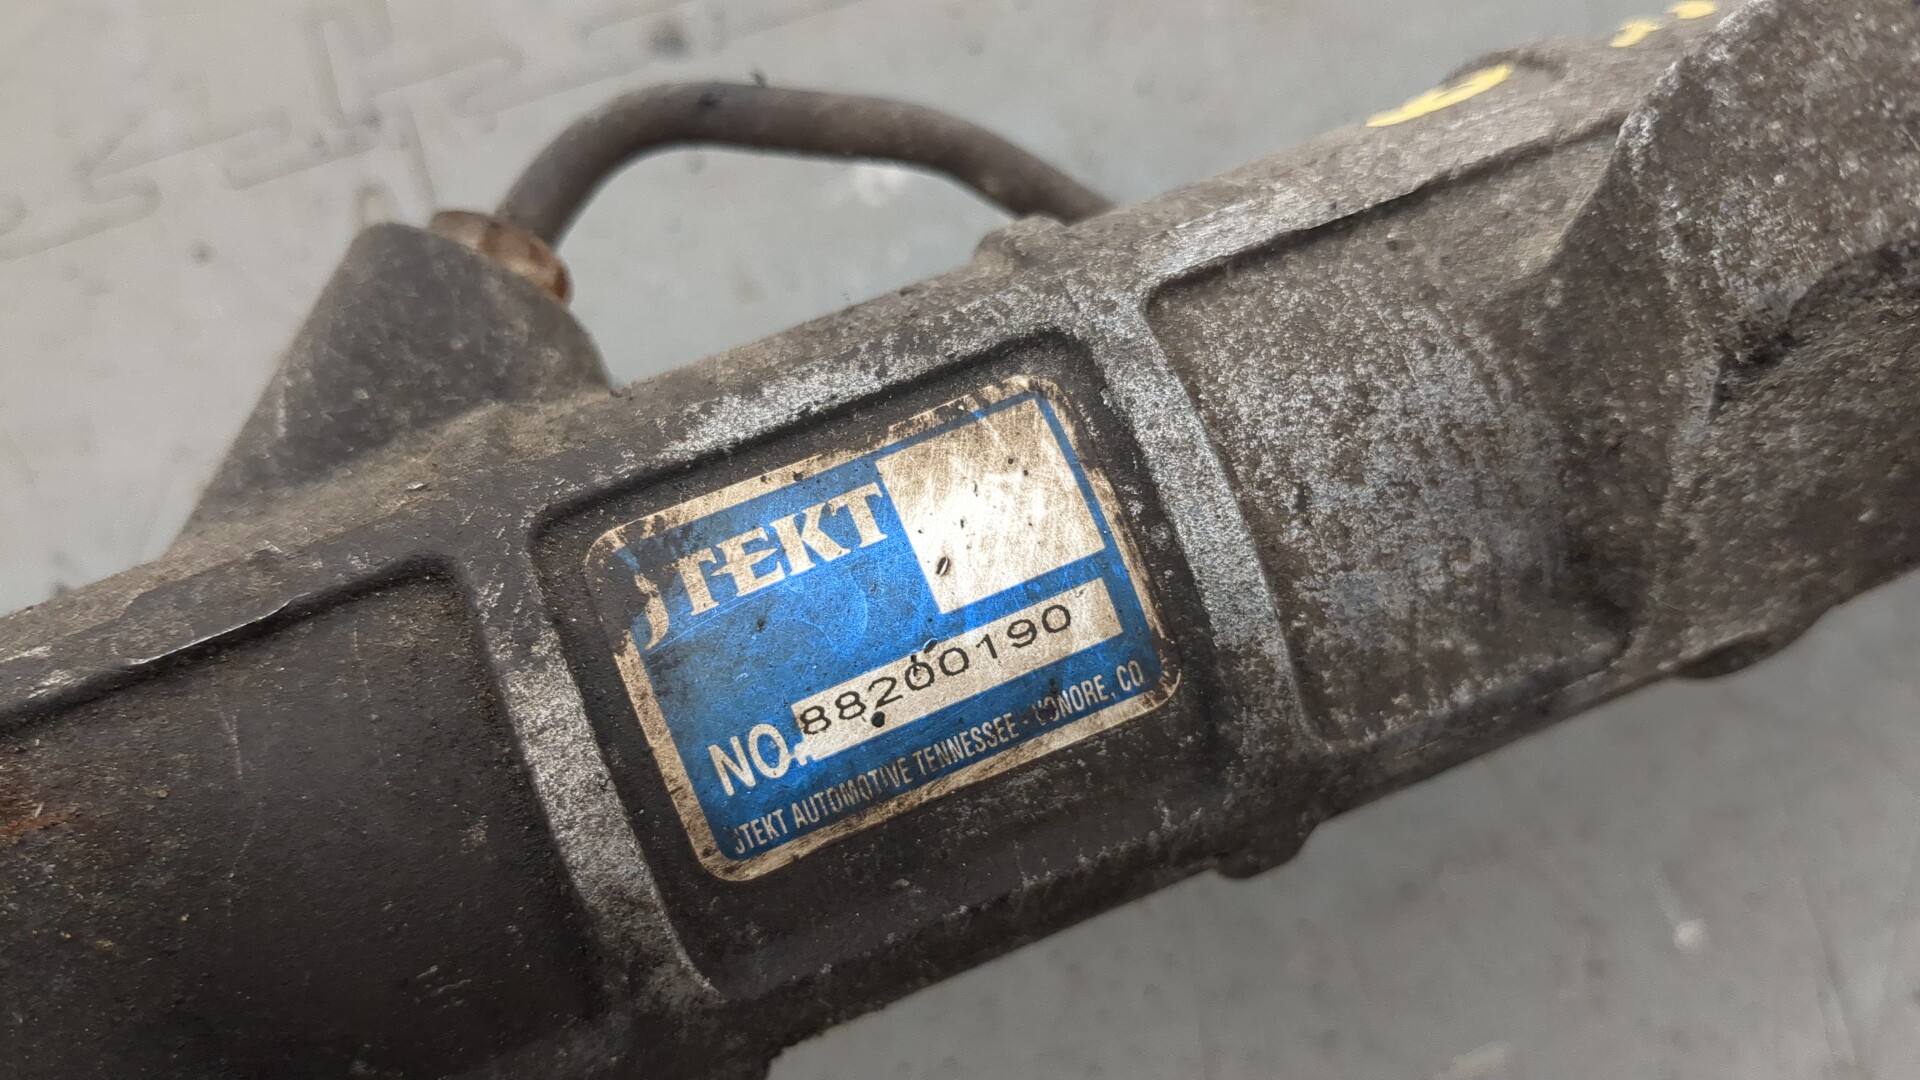 JTEKT
NO. 88200190
JTEKT AUTOMOTIVE TENNESSEE - VONORE, CO